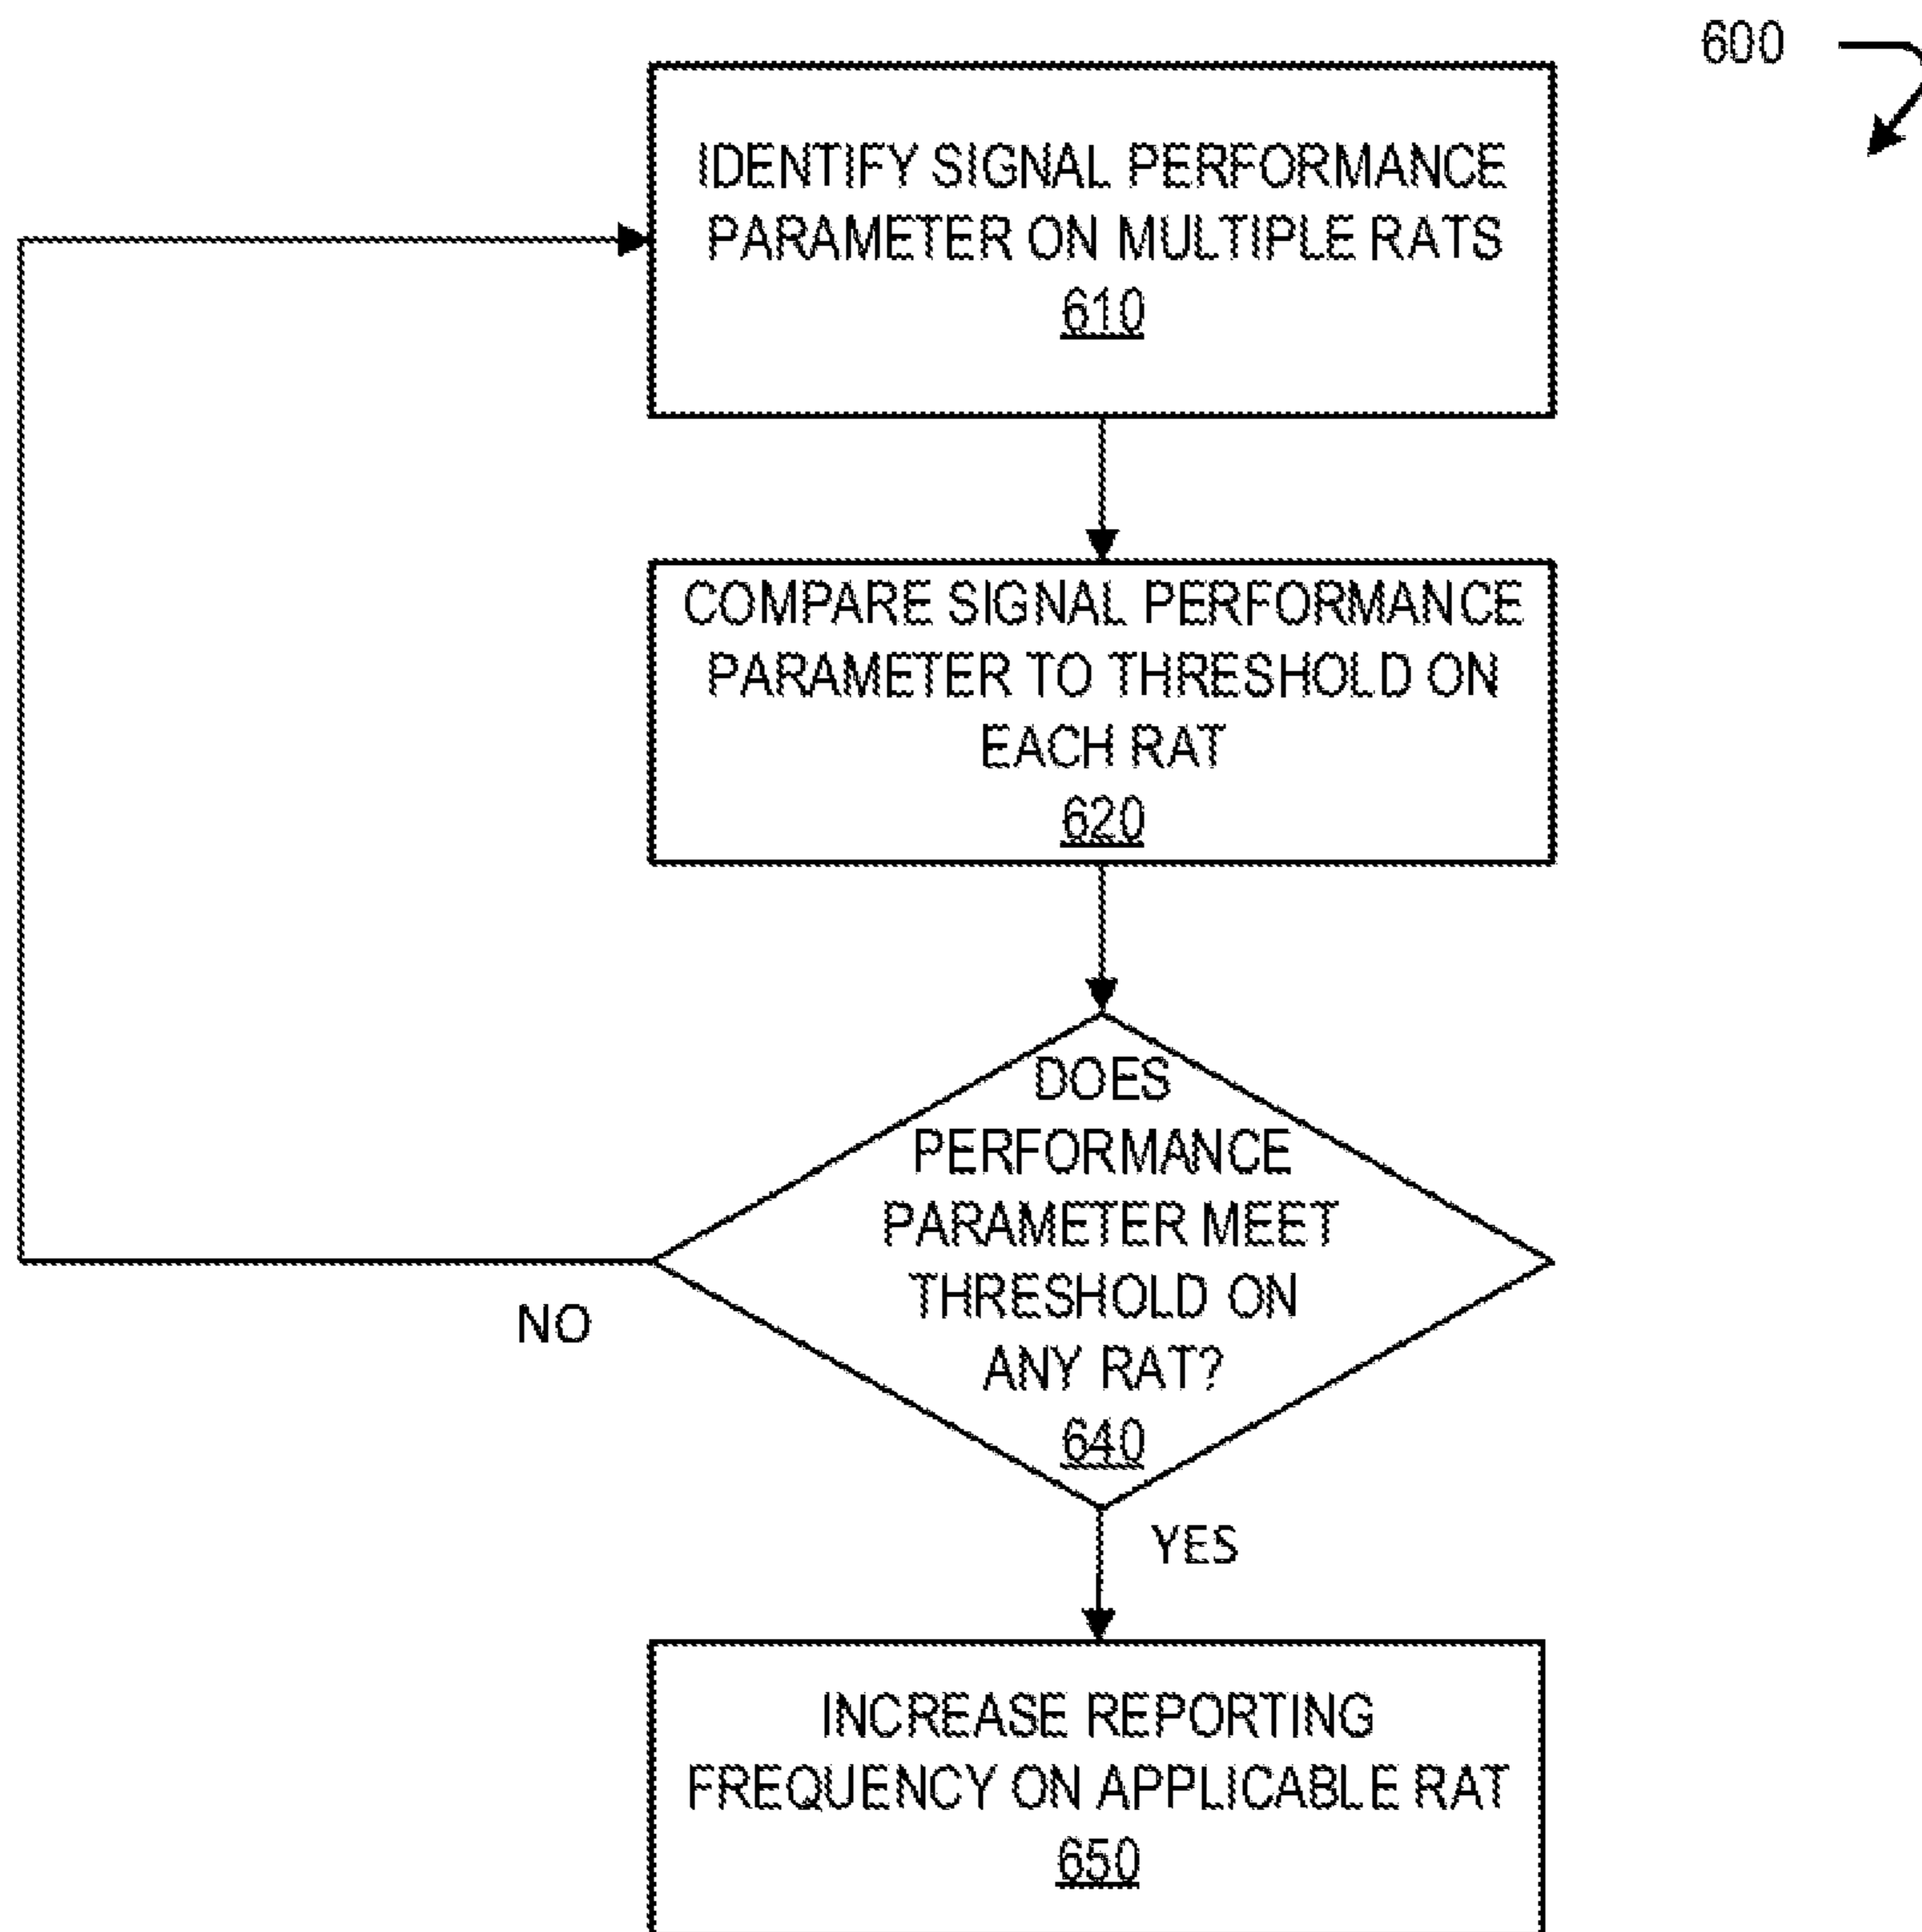 600
IDENTIFY SIGNAL PERFORMANCE
PARAMETER ON MULTIPLE RATS
610
COMPARE SIGNAL PERFORMANCE
PARAMETER TO THRESHOLD ON
EACH RAT
620
DOES
PERFORMANCE
PARAMETER MEET
THRESHOLD ON
ANY RAT?
640
NO
YES
INCREASE REPORTING
FREQUENCY ON APPLICABLE RAT
650